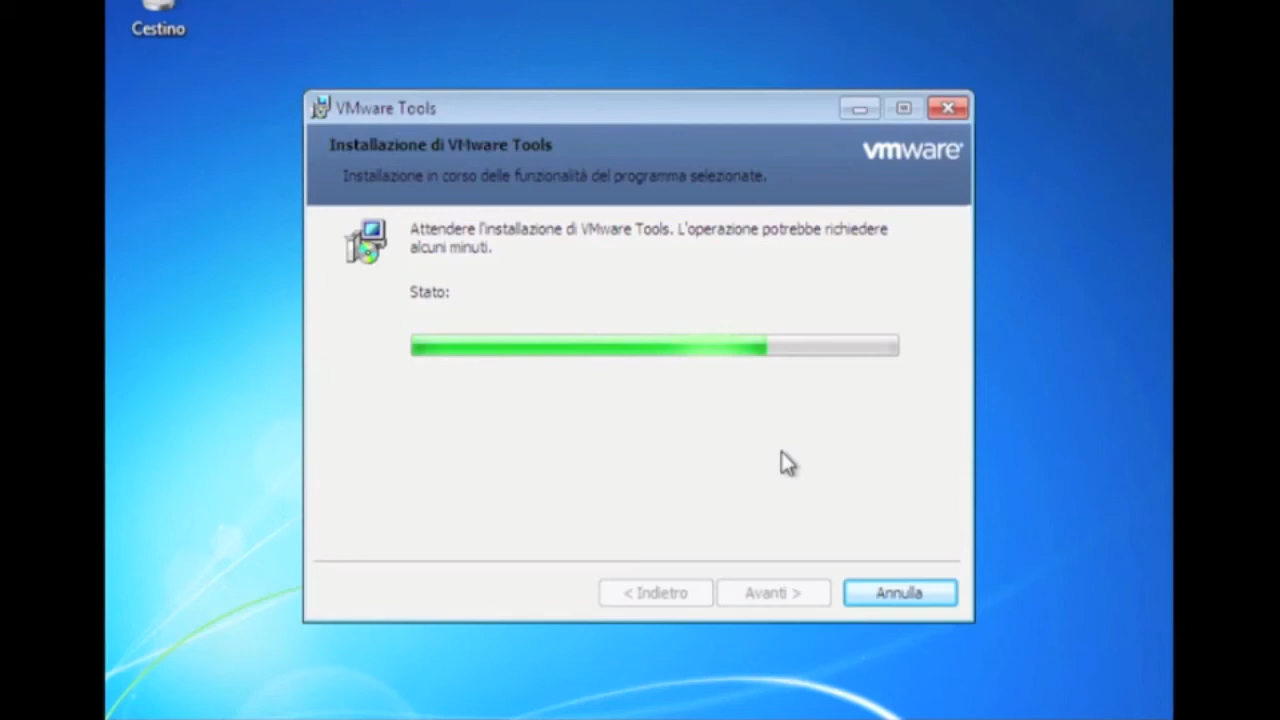 Cestino
VMware Tools
Installazione di VMware Tools
vmware
Installazione in corso delle funzionalità del programma selezionate.
Attendere l'installazione di VMware Tools. L'operazione potrebbe richiedere
alcuni minuti.
Stato:
< Indietro
Avanti >
Annulla